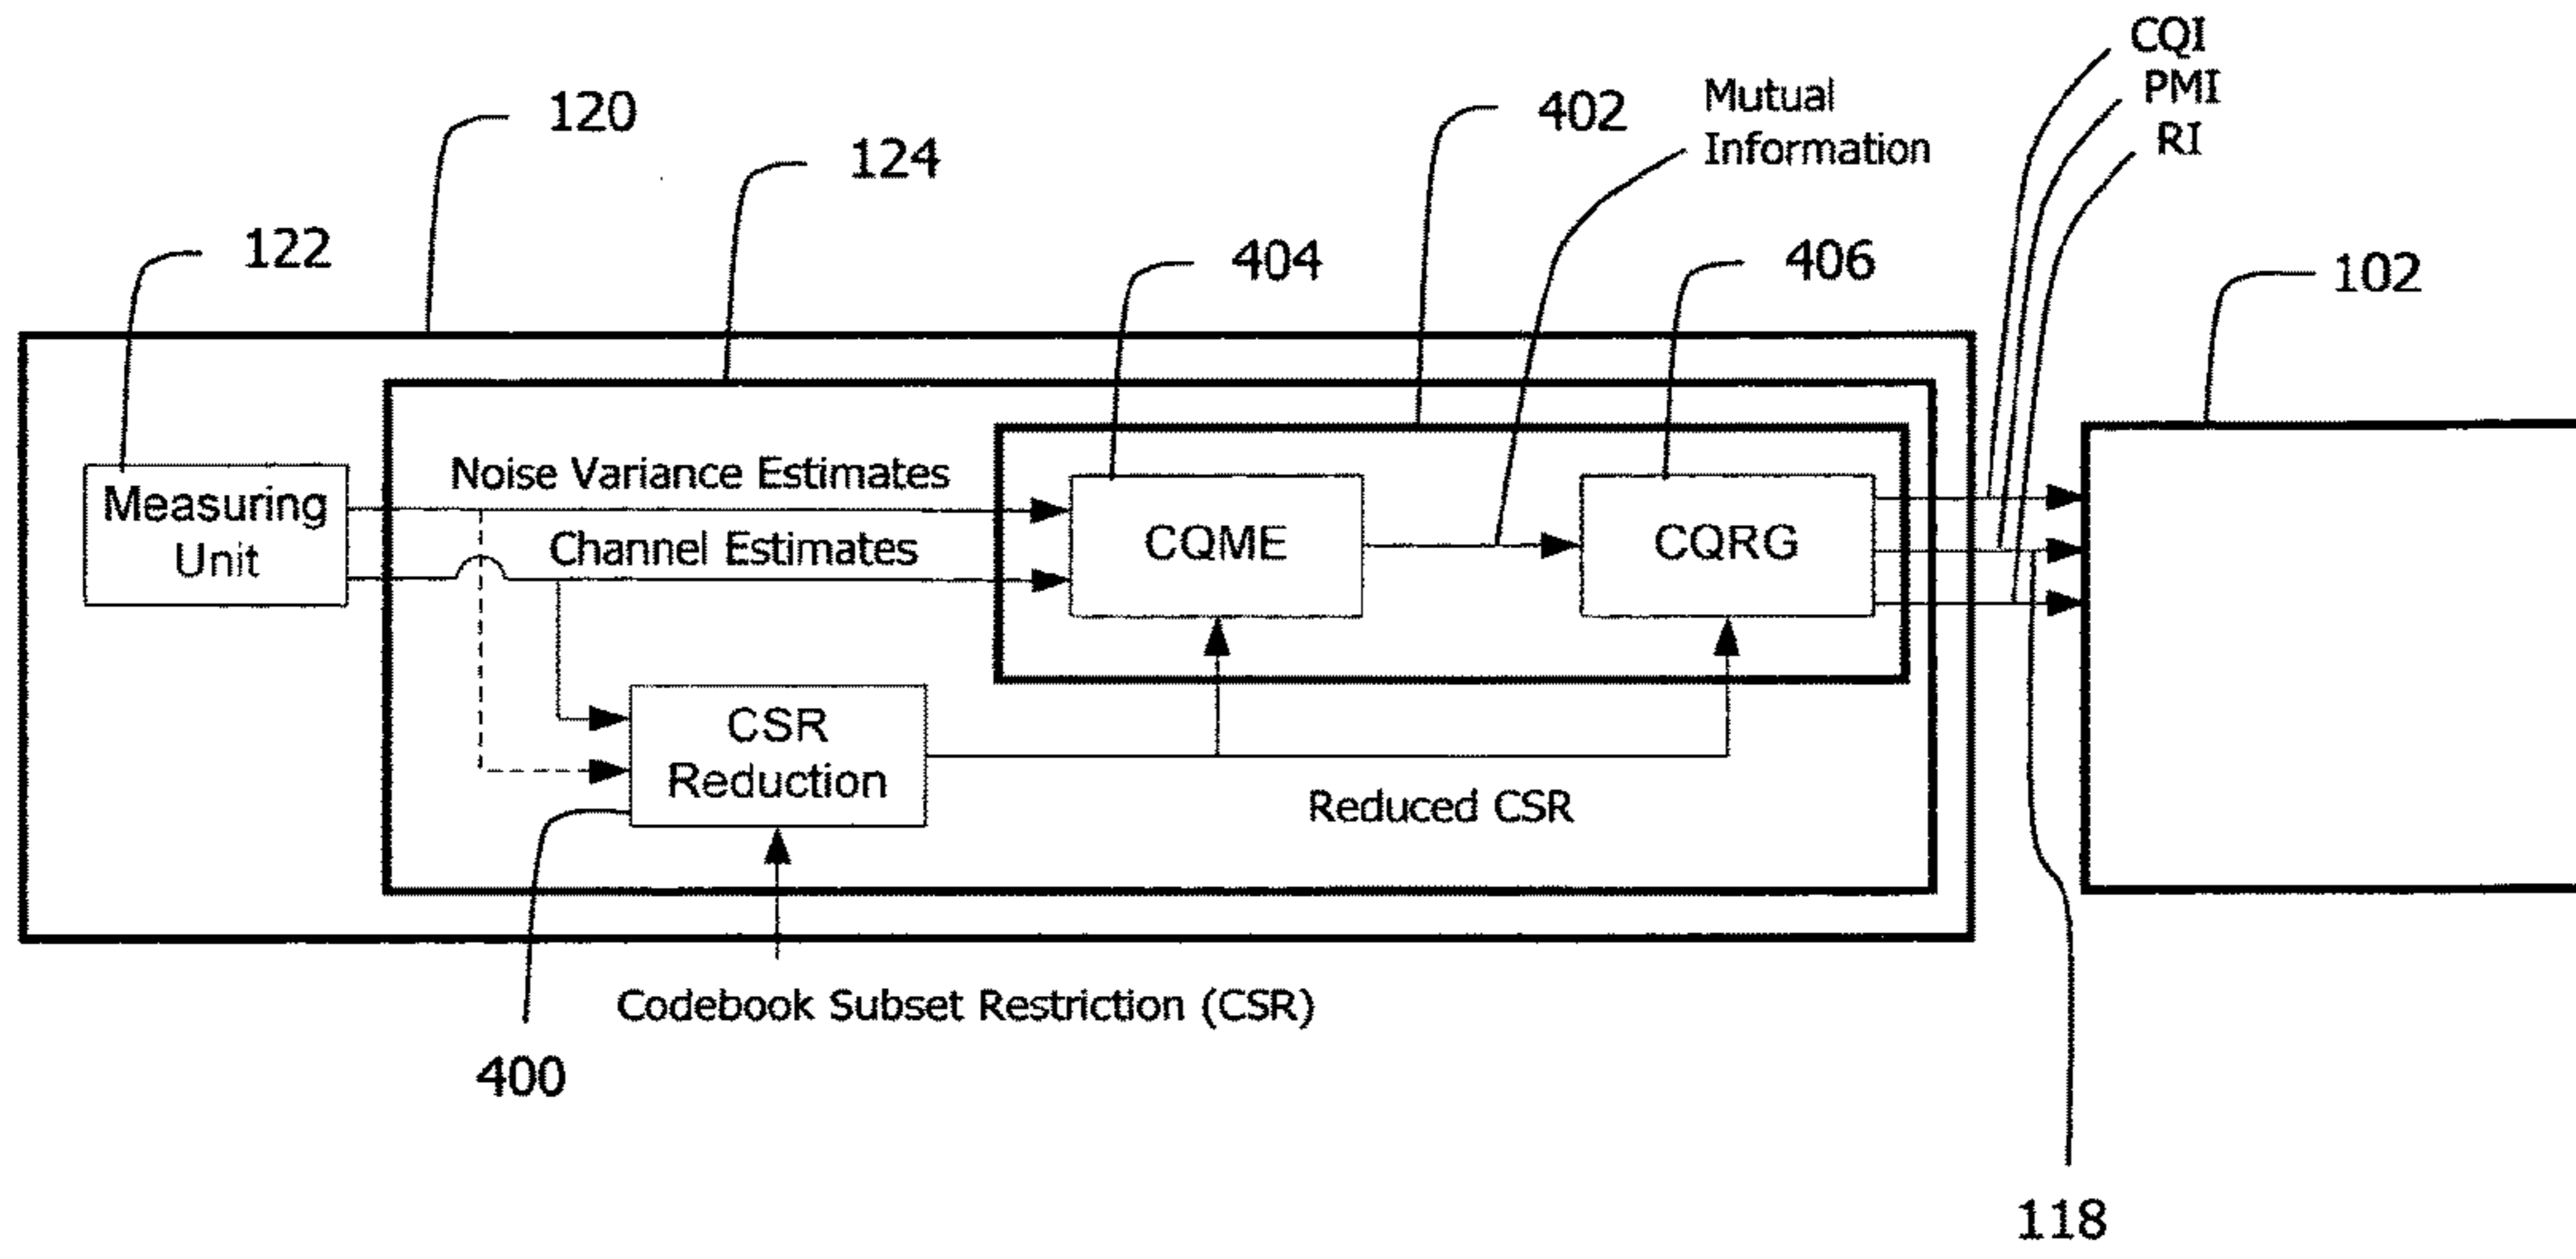 CQI
PMI
RI
Mutual
Information
120
402
124
122
404
406
102
Noise Variance Estimates
Measuring
Unit
Channel Estimates
CQME
CQRG
CSR
Reduction
Reduced CSR
Codebook Subset Restriction (CSR)
400
118